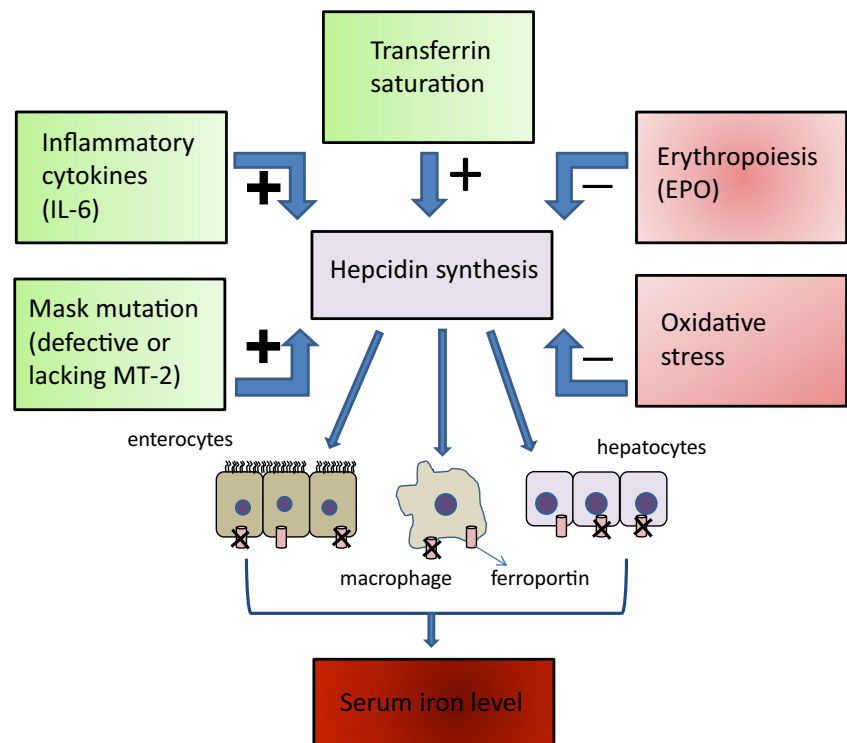 Transferrin
saturation
Inflammatory
cytokines
(IL-6)
+
+
Erythropoiesis
(EPO)
–
Hepcidin synthesis
Mask mutation
(defective or
lacking MT-2)
+
Oxidative
stress
–
enterocytes
hepatocytes
macrophage
ferroportin
Serum iron level